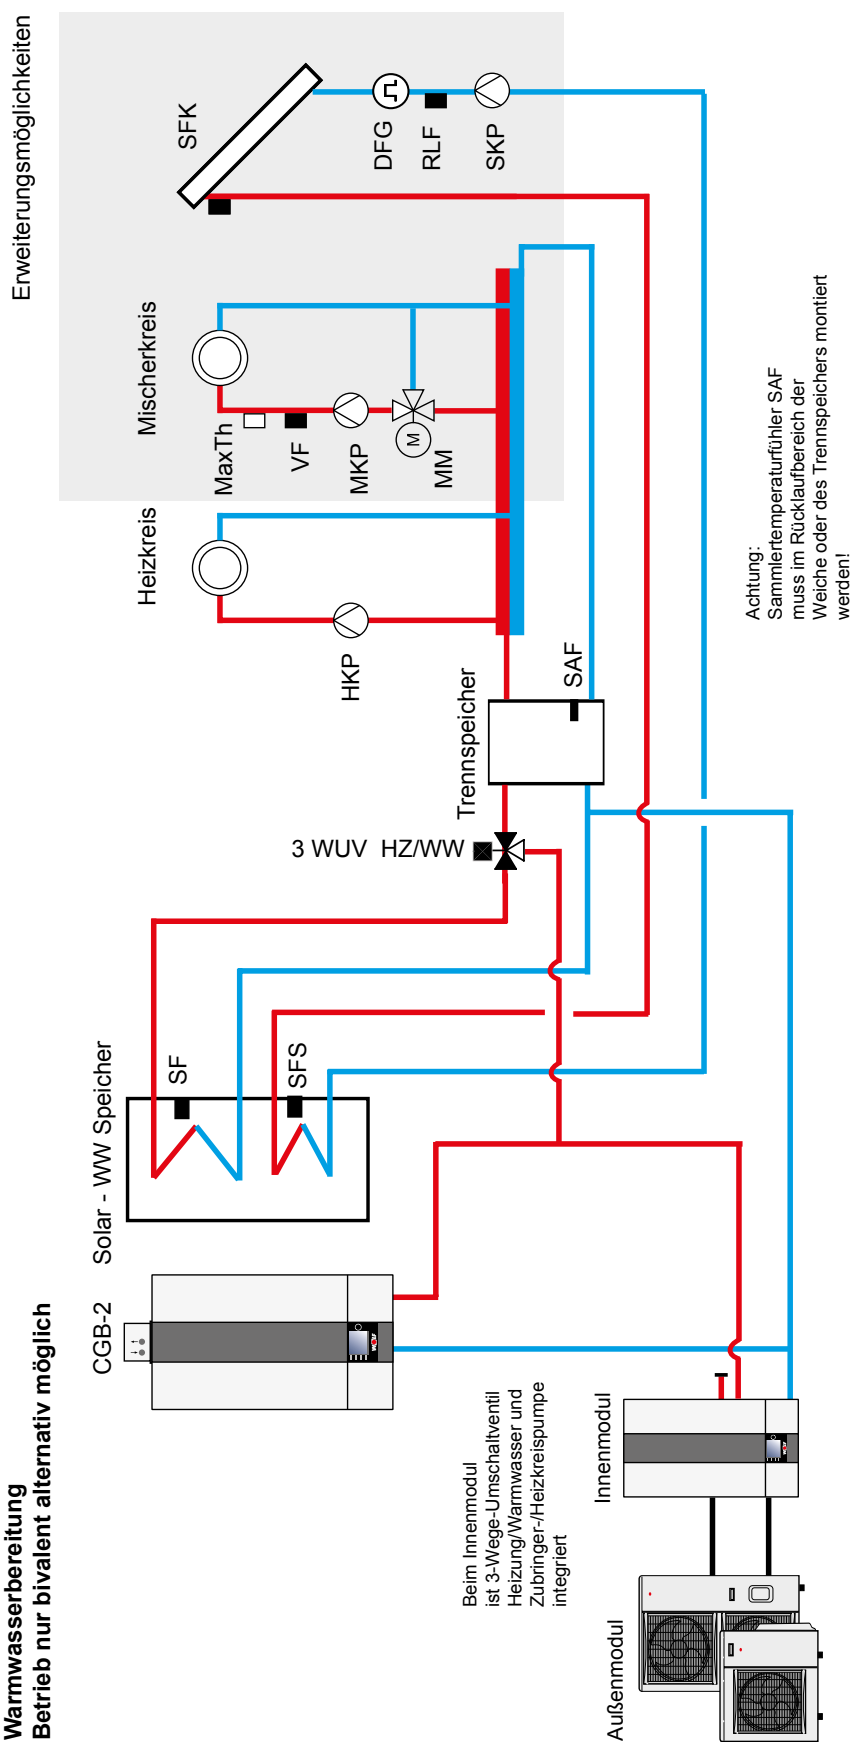 Warmwasserbereitung
Betrieb nur bivalent alternativ möglich
Erweiterungsmöglichkeiten
CGB-2
Solar - WW Speicher
SF
SFS
3 WUV HZ/WW
Trennspeicher
SAF
Heizkreis
HKP
Mischerkreis
MaxTh
VF
MKP
M
MM
SFK
DFG
RLF
SKP
Beim Innenmodul
ist 3-Wege-Umschaltventil
Heizung/Warmwasser und
Zubringer-/Heizkreispumpe
integriert
Achtung:
Sammlertemperaturfühler SAF
muss im Rücklaufbereich der
Weiche oder des Trennspeichers montiert
werden!
Außenmodul
Innenmodul
WOLF
WOLF